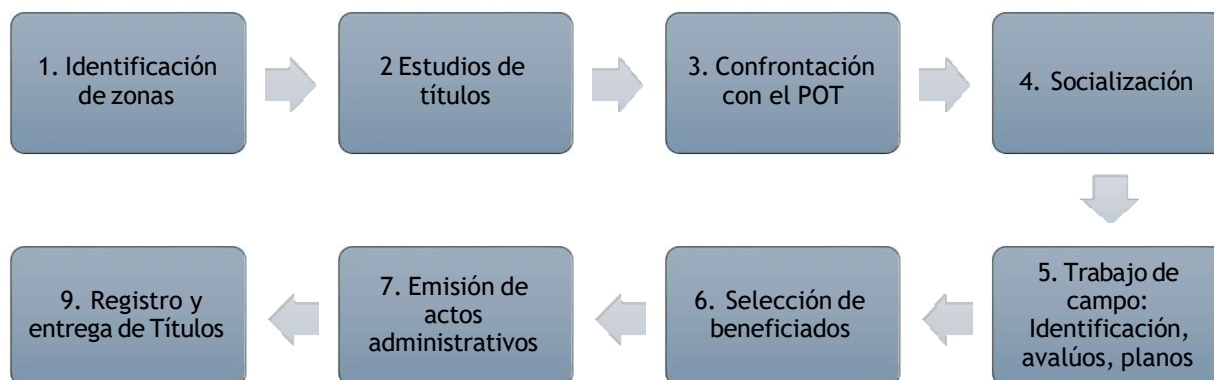 1. Identificación
de zonas
2 Estudios de
títulos
3. Confrontación
con el POT
4. Socialización
5. Trabajo de
campo:
Identificación,
avalúos, planos
6. Selección de
beneficiados
7. Emisión de
actos
administrativos
9. Registro y
entrega de Títulos